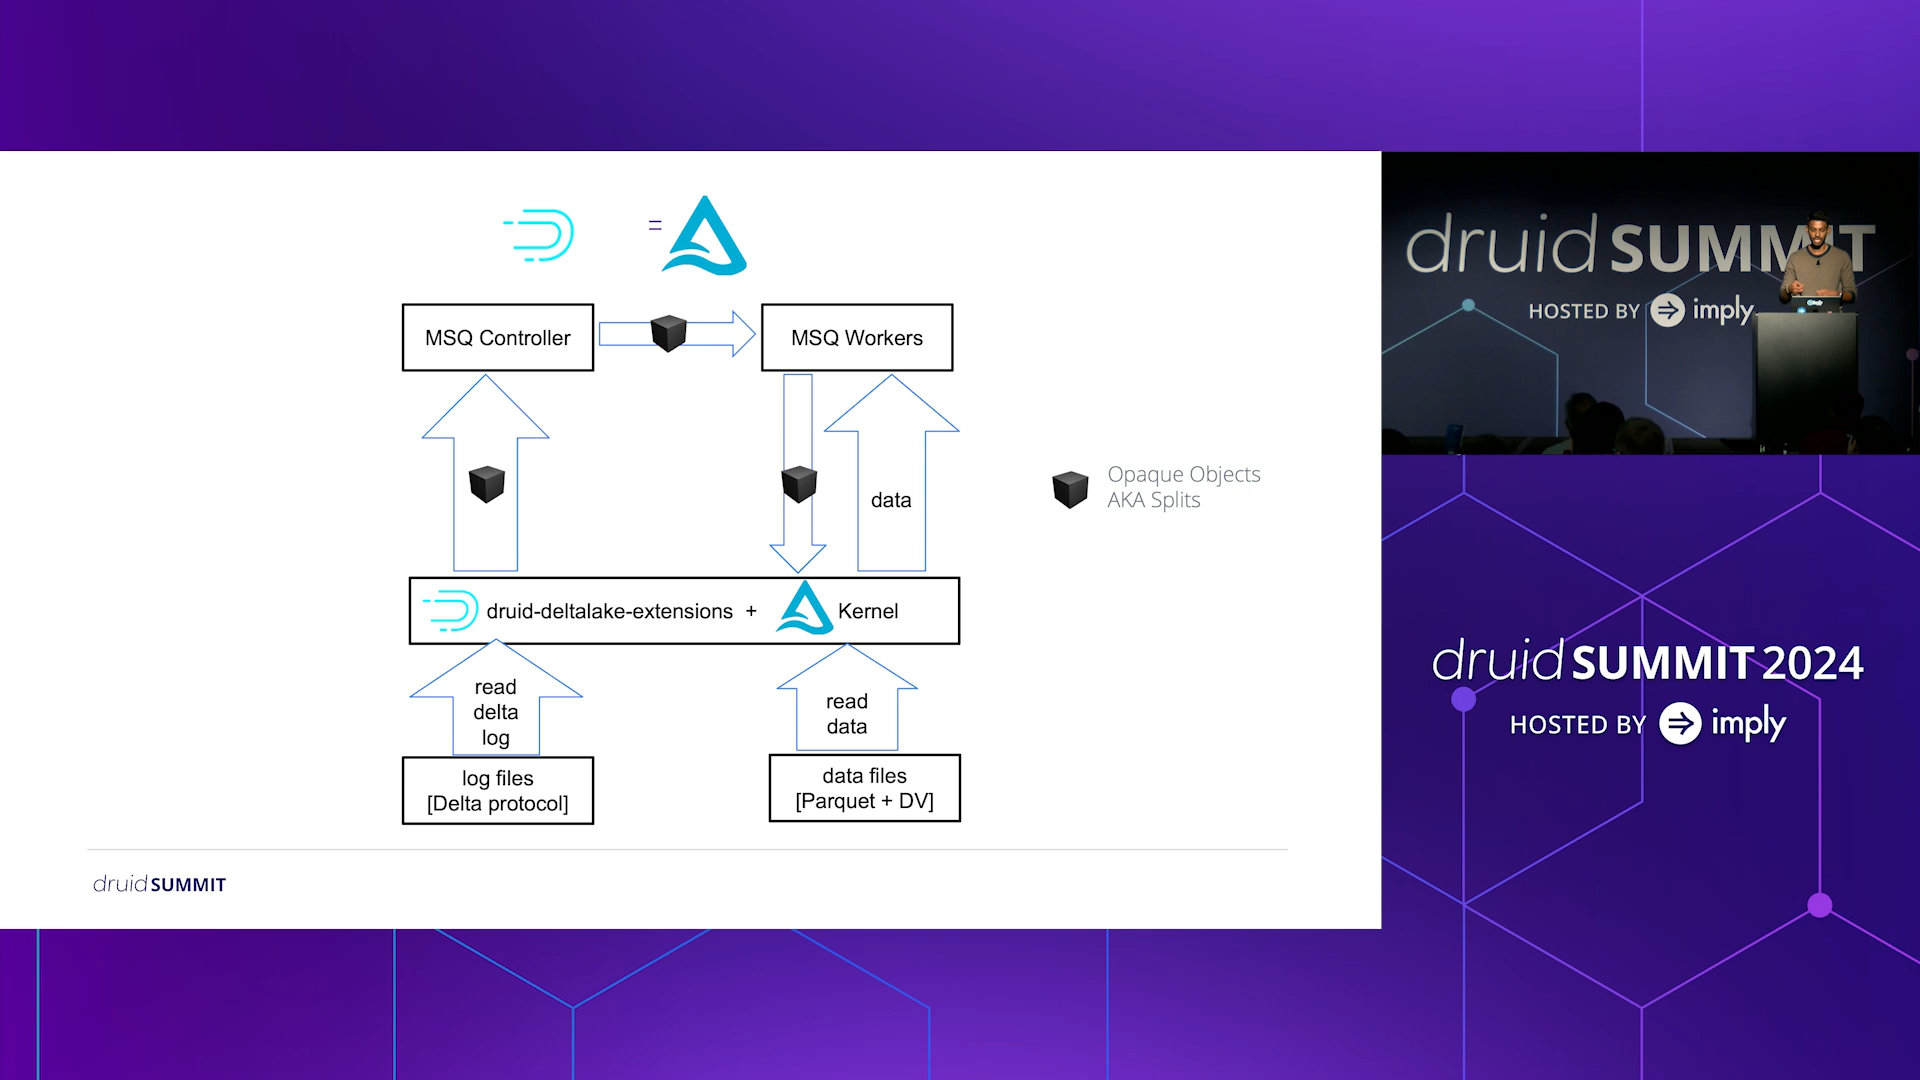 =
MSQ Controller
MSQ Workers
data
Opaque Objects
AKA Splits
druid-deltalake-extensions + Kernel
read
delta
log
read
data
log files
[Delta protocol]
data files
[Parquet + DV]
druid SUMMIT
druid SUMMIT
HOSTED BY imply
druid SUMMIT 2024
HOSTED BY imply